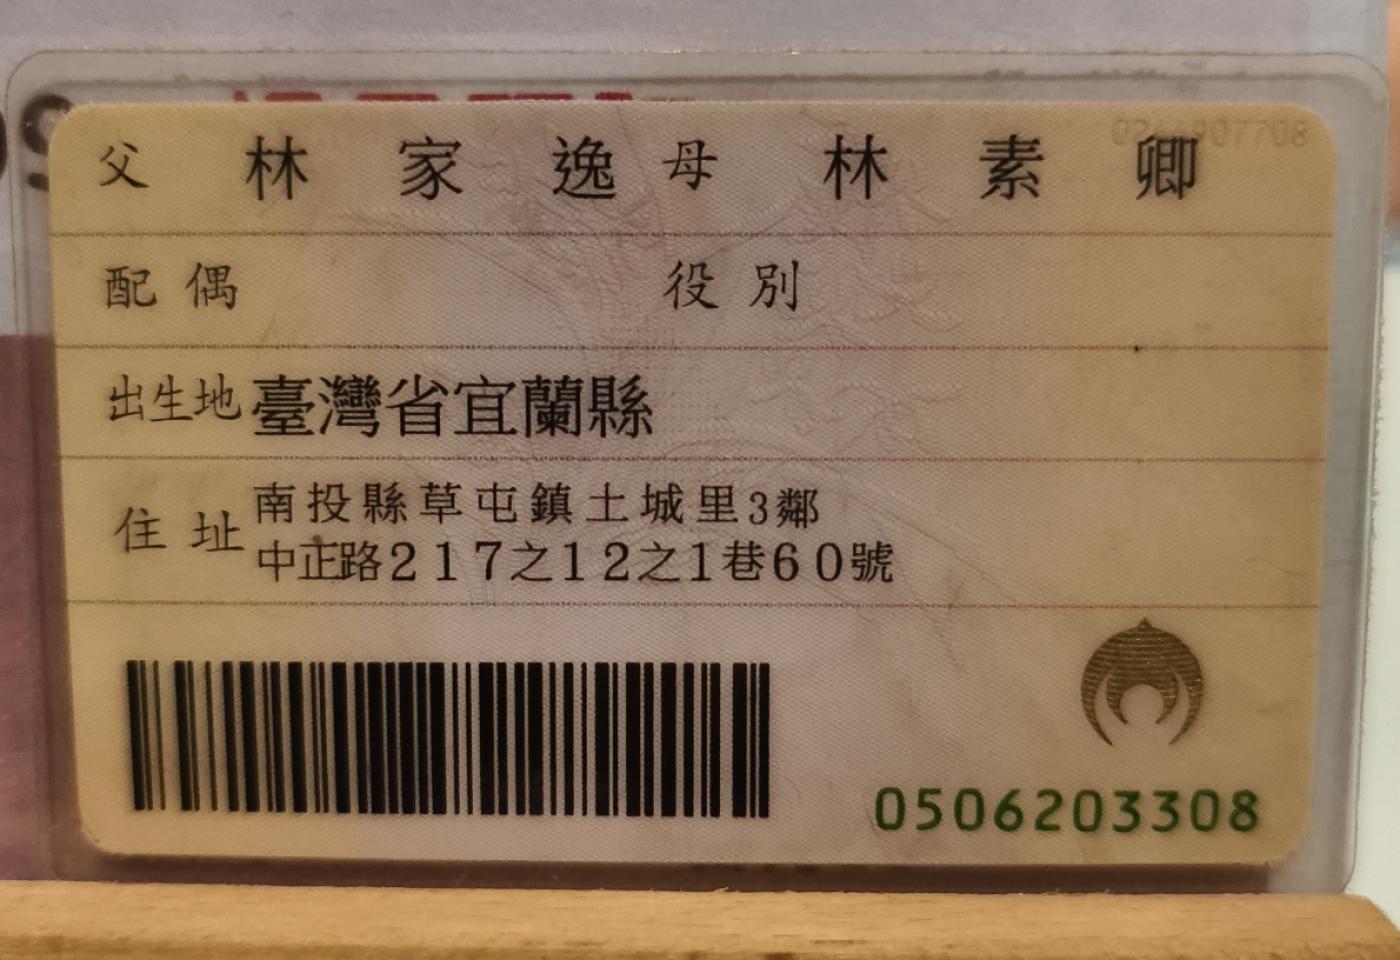 父 林家逸 母 林素卿
配偶 役別
出生地 臺灣省宜蘭縣
住址 南投縣草屯鎮土城里3鄰
中正路217之12之1巷60號
0506203308